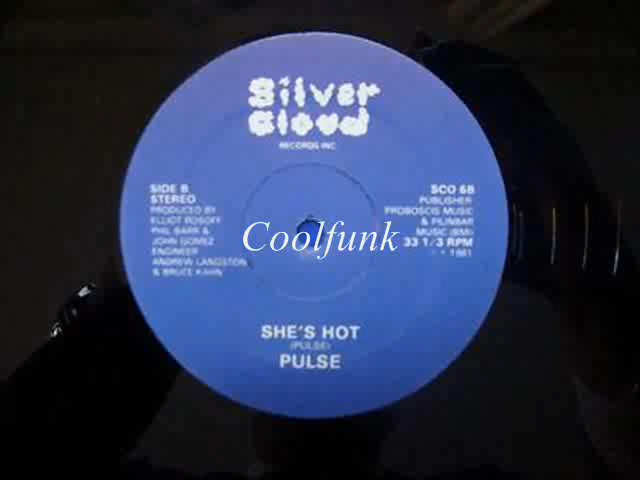 Silver
Cloud
RECORDS INC
SIDE B
STEREO
PRODUCED BY
ELLIOT ROSOFF
PHIL BARR &
JOHN GOMEZ
ENGINEER
ANDREW LANGSTON
& BRUCE KAHN
SCO 6B
PUBLISHER
PROBOSCIS MUSIC
& PILINBAR
MUSIC (BMI)
33 1/3 RPM
1981
Coolfunk
SHE'S HOT
(PULSE)
PULSE